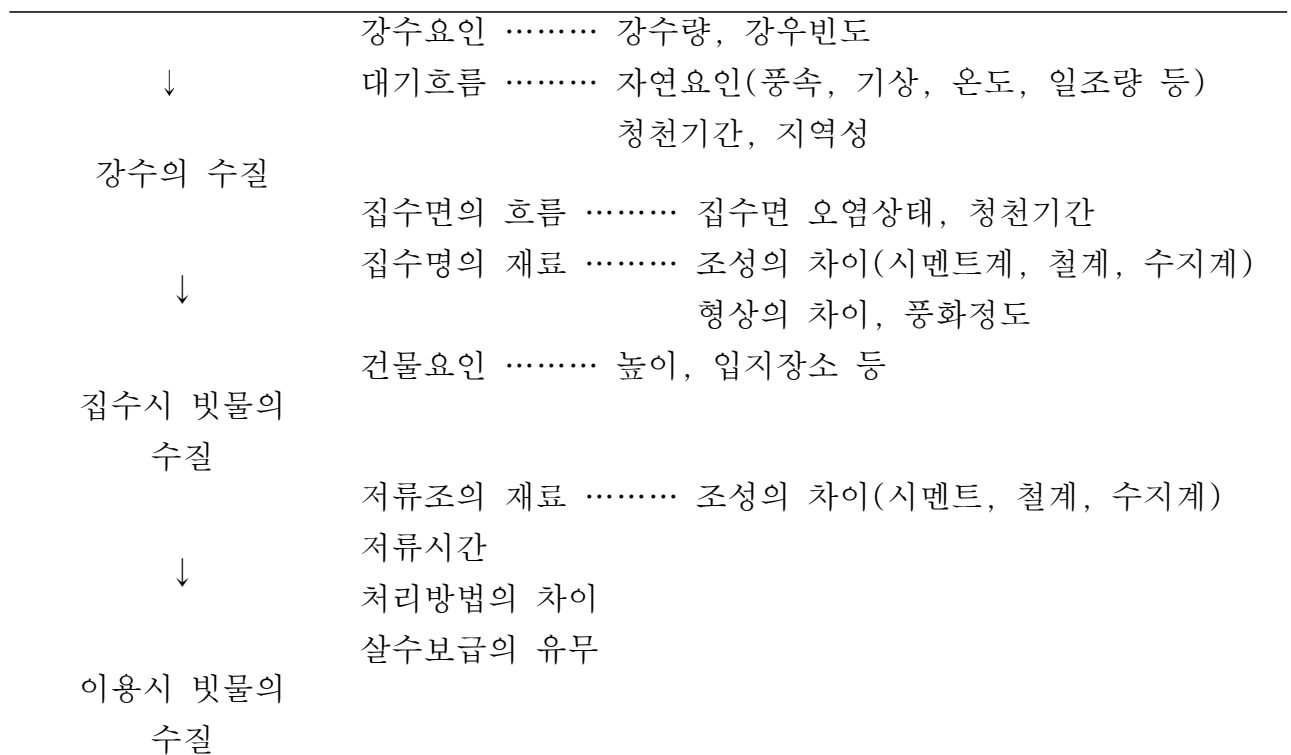 강수요인 ……… 강수량, 강우빈도
↓ 대기흐름 ……… 자연요인(풍속, 기상, 온도, 일조량 등)
청천기간, 지역성
강수의 수질
집수면의 흐름 ……… 집수면 오염상태, 청천기간
집수명의 재료 ……… 조성의 차이(시멘트계, 철계, 수지계)
↓
형상의 차이, 풍화정도
건물요인 ……… 높이, 입지장소 등
집수시 빗물의
수질
저류조의 재료 ……… 조성의 차이(시멘트, 철계, 수지계)
저류시간
↓
처리방법의 차이
살수보급의 유무
이용시 빗물의
수질